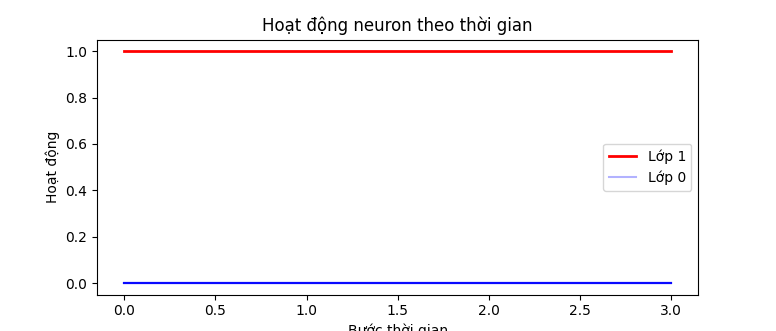 Hoạt động neuron theo thời gian
Hoạt động
1.0
0.8
0.6
0.4
0.2
0.0
Lớp 1
Lớp 0
0.0 0.5 1.0 1.5 2.0 2.5 3.0
Bước thời gian